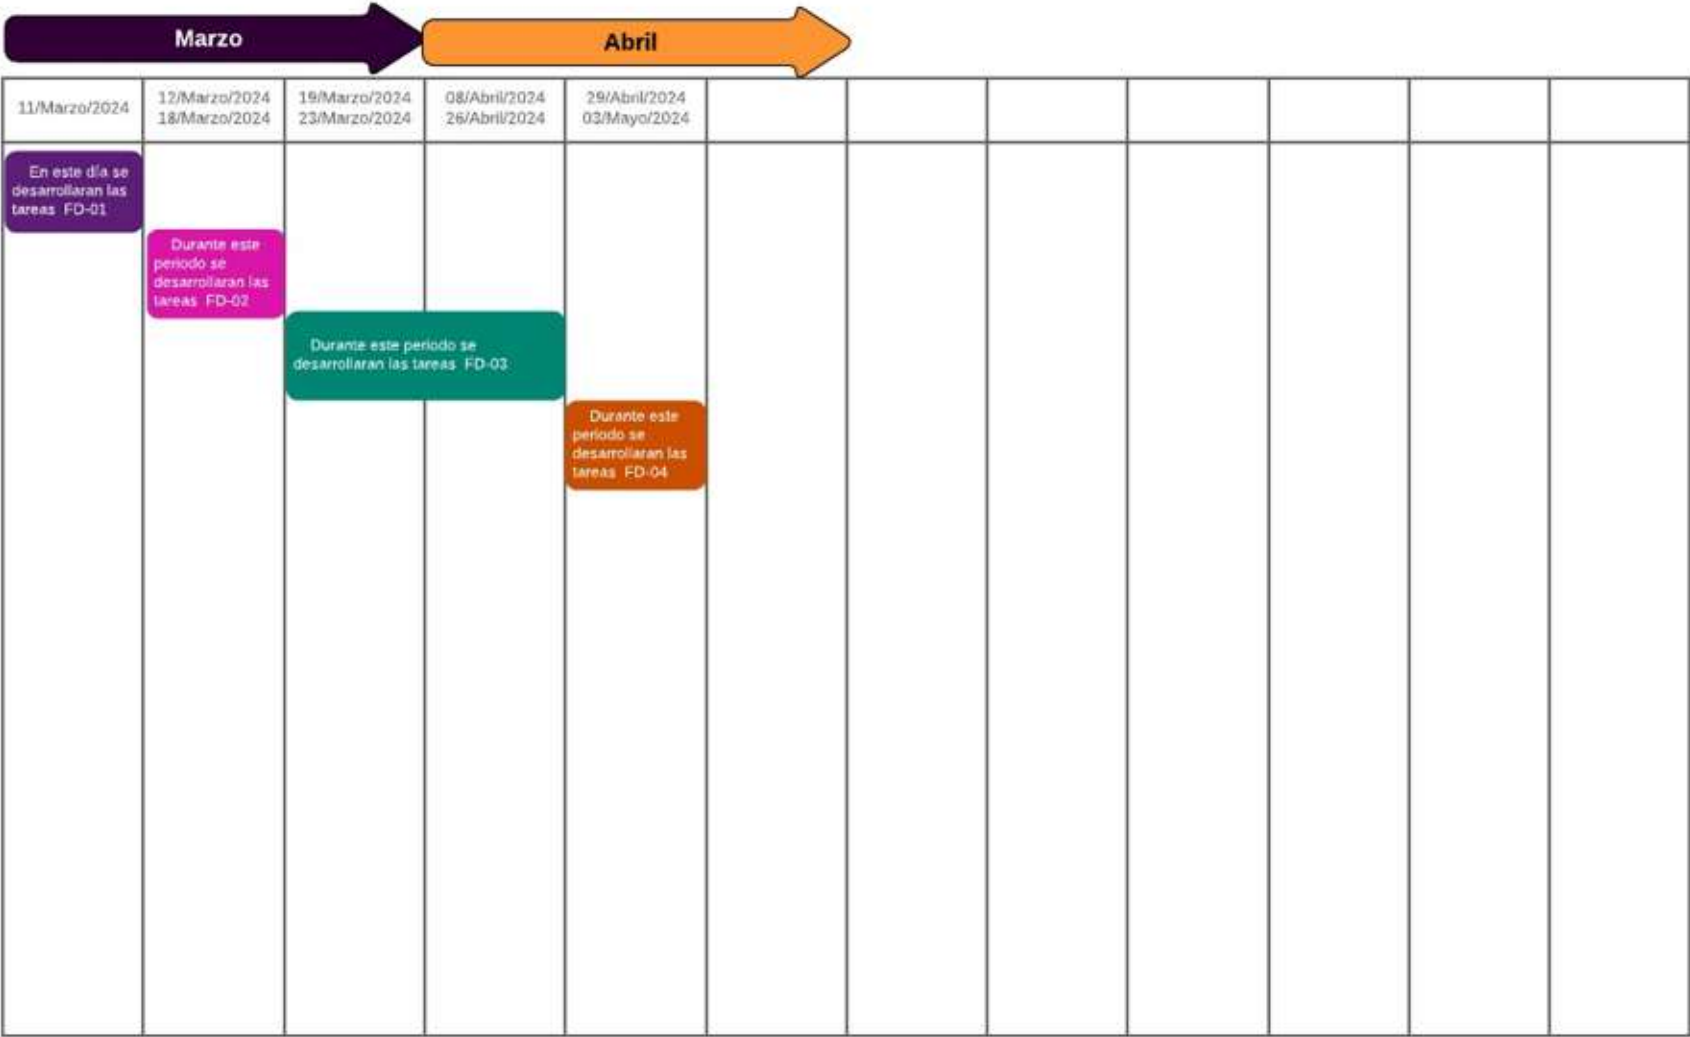 Marzo
Abril
11/Marzo/2024
12/Marzo/2024
18/Marzo/2024
19/Marzo/2024
23/Marzo/2024
08/Abril/2024
26/Abril/2024
29/Abril/2024
03/Mayo/2024
En este día se
desarrollaran las
tareas FD-01
Durante este
periodo se
desarrollaran las
tareas FD-02
Durante este periodo se
desarrollaran las tareas FD-03
Durante este
periodo se
desarrollaran las
tareas FD-04